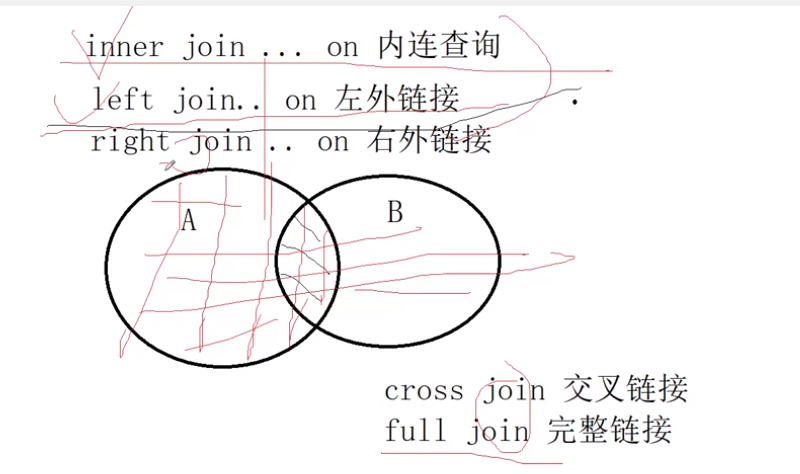 inner join ... on 内连查询
left join.. on 左外链接
right join .. on 右外链接
A
B
cross join 交叉链接
full join 完整链接